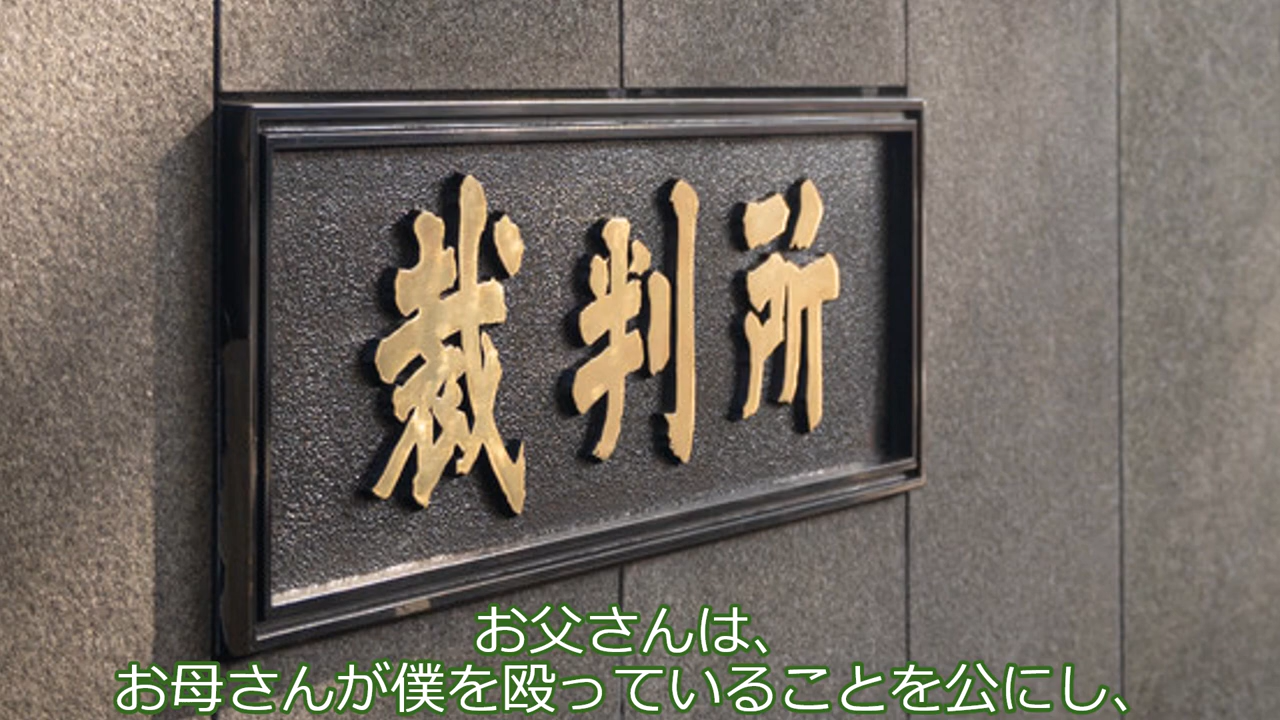 裁判所
お父さんは、
お母さんが僕を殴っていることを公にし、